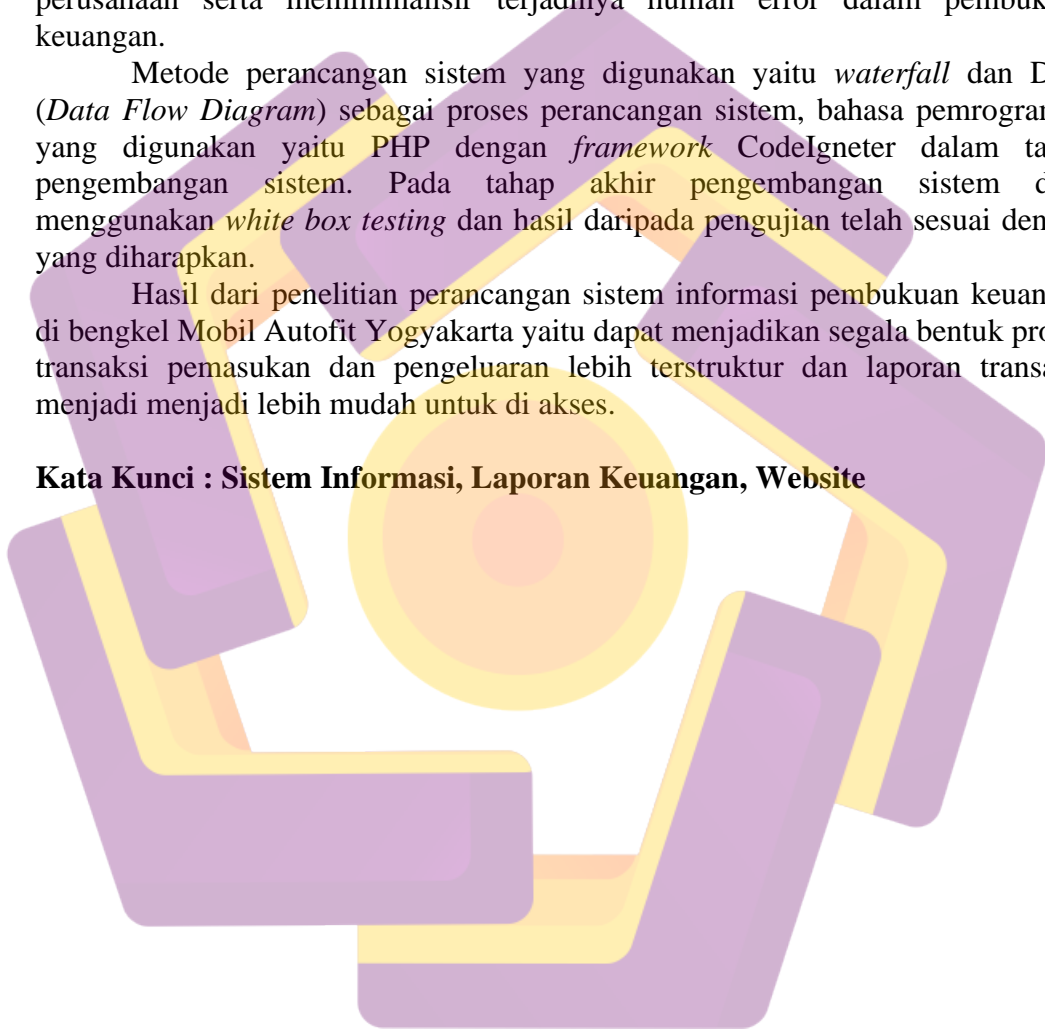 perusahaan serta meminimalisir terjadinya human error dalam pembuk
keuangan.
Metode perancangan sistem yang digunakan yaitu waterfall dan D
(Data Flow Diagram) sebagai proses perancangan sistem, bahasa pemrogram
yang digunakan yaitu PHP dengan framework CodeIgneter dalam ta
pengembangan sistem. Pada tahap akhir pengembangan sistem d
menggunakan white box testing dan hasil daripada pengujian telah sesuai den
yang diharapkan.
Hasil dari penelitian perancangan sistem informasi pembukuan keuan
di bengkel Mobil Autofit Yogyakarta yaitu dapat menjadikan segala bentuk pro
transaksi pemasukan dan pengeluaran lebih terstruktur dan laporan transa
menjadi menjadi lebih mudah untuk di akses.
Kata Kunci : Sistem Informasi, Laporan Keuangan, Website